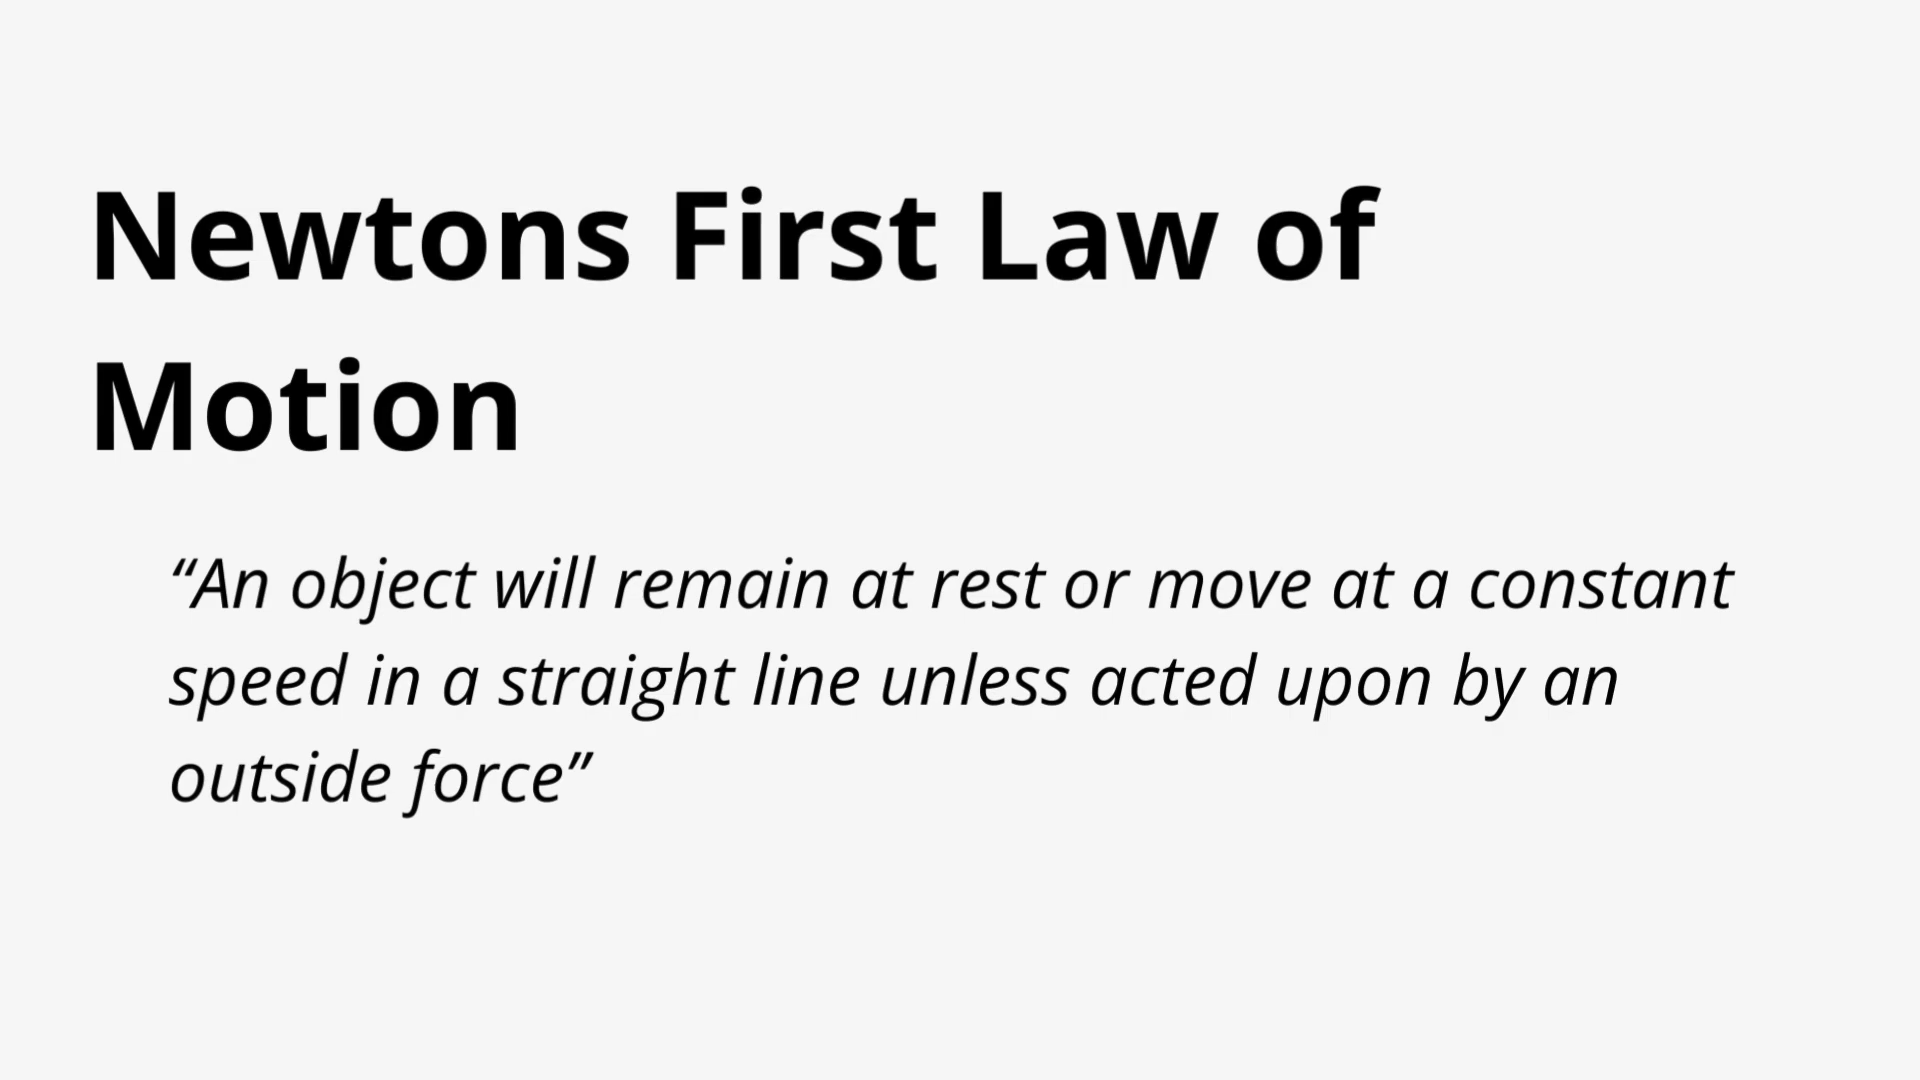 Newtons First Law of
Motion
“An object will remain at rest or move at a constant
speed in a straight line unless acted upon by an
outside force”